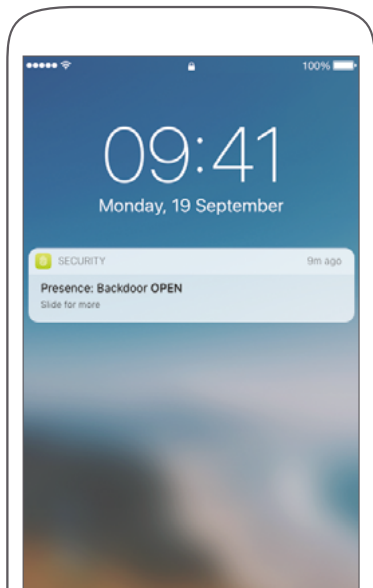 100%
09:41
Monday, 19 September
SECURITY 9m ago
Presence: Backdoor OPEN
Slide for more